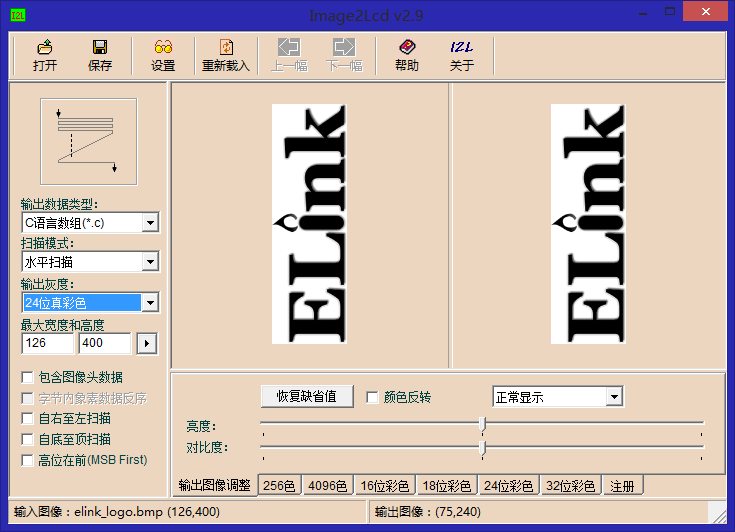 I2L Image2Lcd v2.9
打开 保存 设置 重新载入 上一幅 下一幅 帮助 I2L 关于
输出数据类型:
C语言数组(*.c)
扫描模式:
水平扫描
输出灰度:
24位真彩色
最大宽度和高度
126 400
包含图像头数据
字节内象素数据反序
自右至左扫描
自底至顶扫描
高位在前(MSB First)
ELink
ELink
恢复缺省值 颜色反转 正常显示
亮度:
对比度:
输出图像调整 256色 4096色 16位彩色 18位彩色 24位彩色 32位彩色 注册
输入图像：elink_logo.bmp (126,400) 输出图像：(75,240)